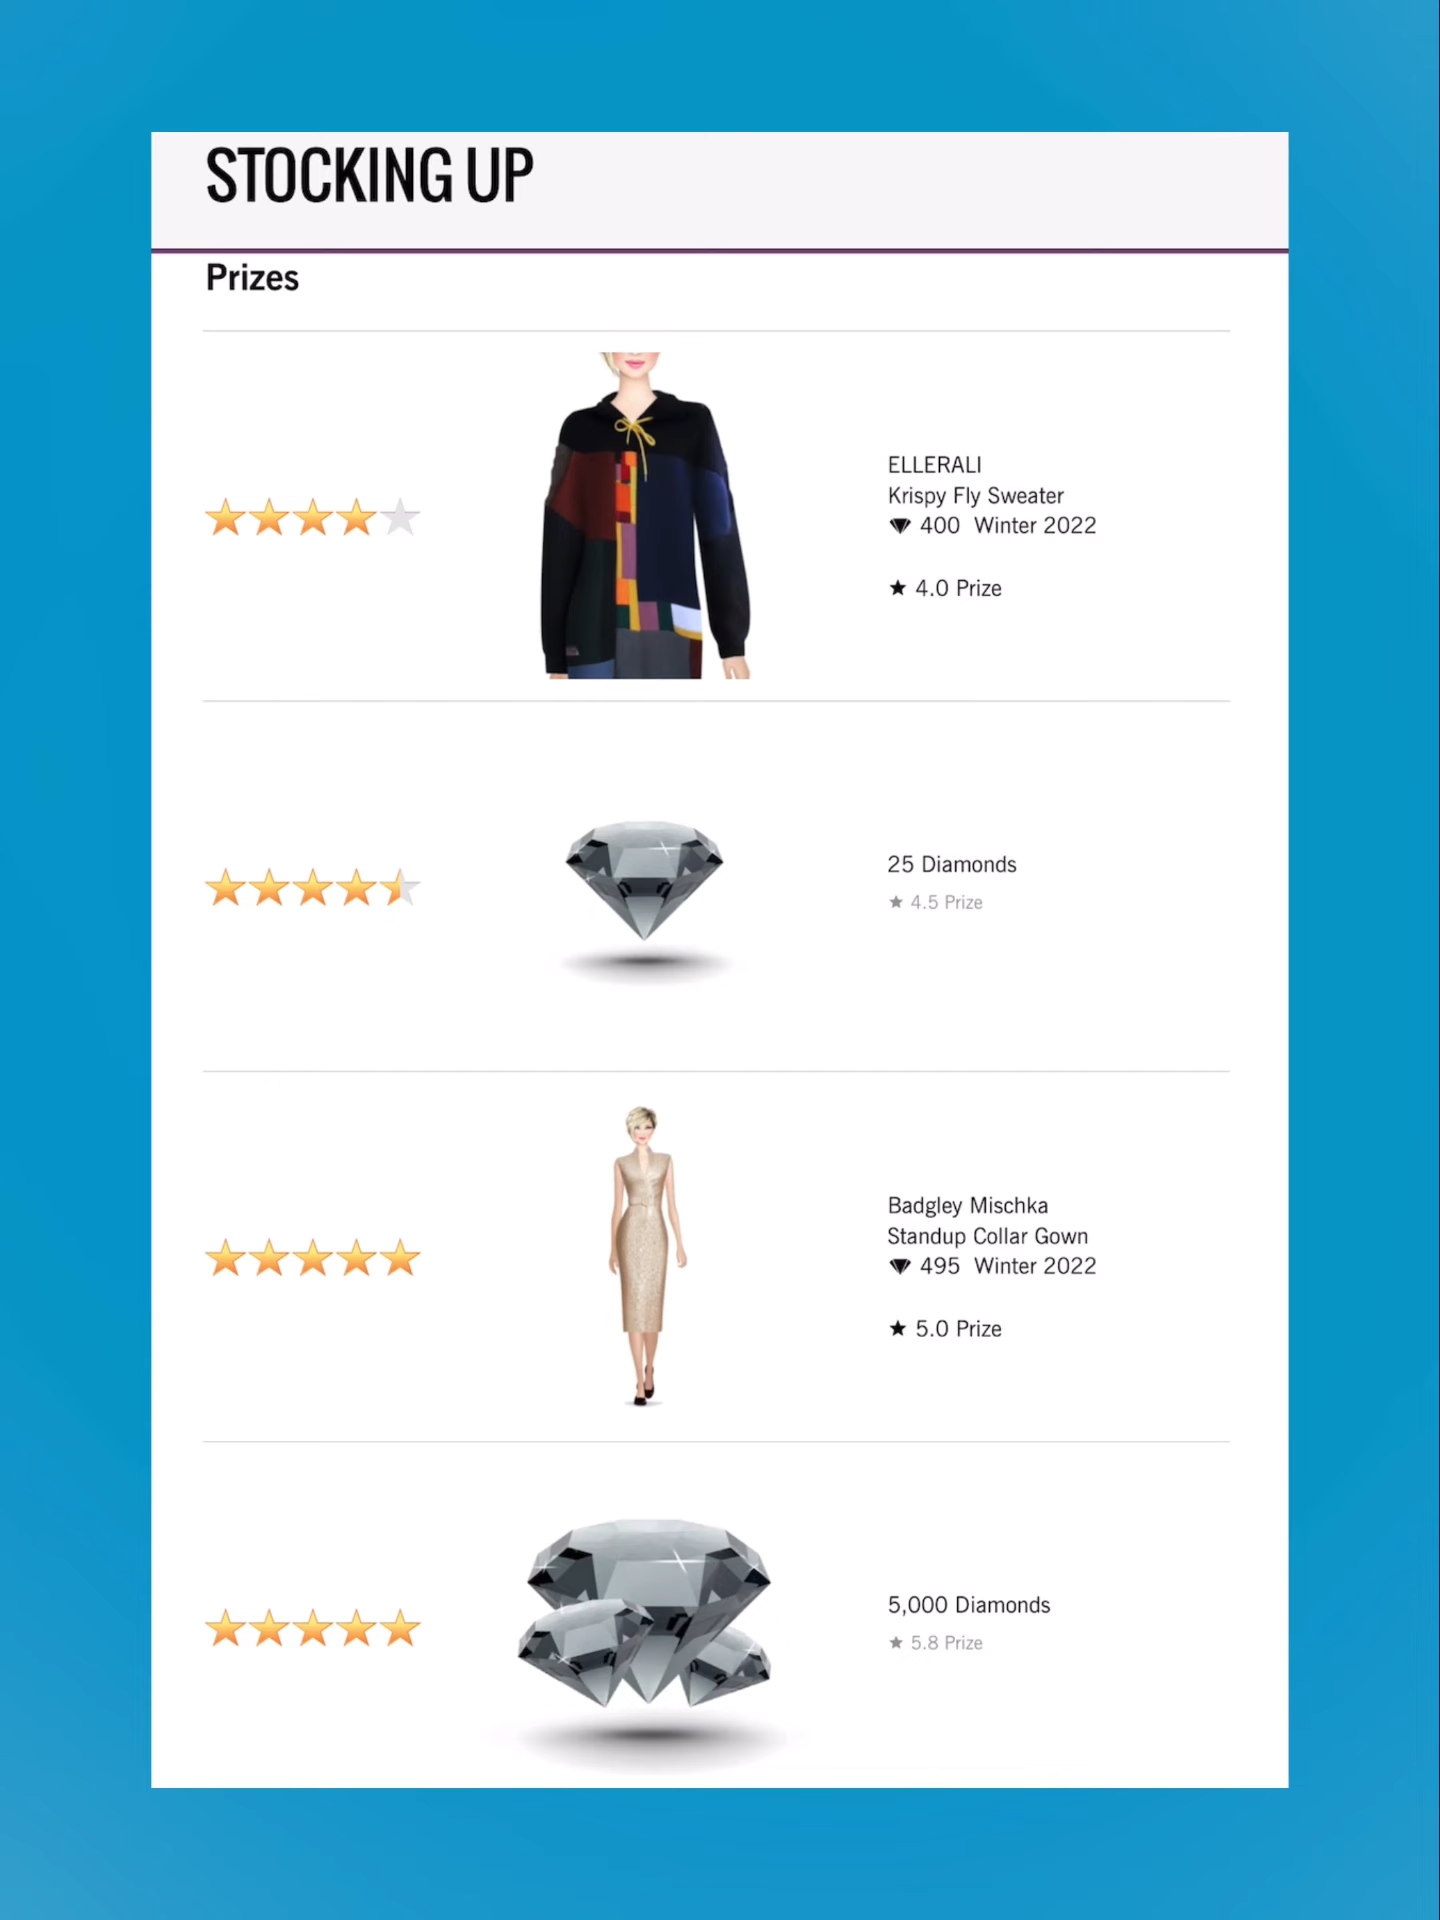 STOCKING UP
Prizes
ELLERALI
Krispy Fly Sweater
400 Winter 2022
4.0 Prize
25 Diamonds
4.5 Prize
Badgley Mischka
Standup Collar Gown
495 Winter 2022
5.0 Prize
5,000 Diamonds
5.8 Prize